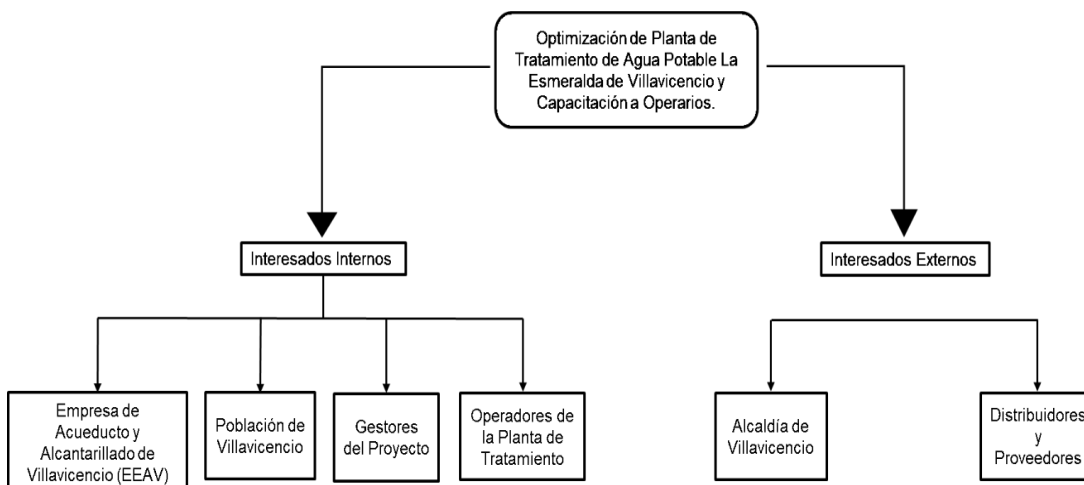 Optimización de Planta de
Tratamiento de Agua Potable La
Esmeralda de Villavicencio y
Capacitación a Operarios.
Interesados Internos
Interesados Externos
Empresa de
Acueducto y
Alcantarillado de
Villavicencio (EEAV)
Población de
Villavicencio
Gestores
del Proyecto
Operadores de
la Planta de
Tratamiento
Alcaldía de
Villavicencio
Distribuidores
y
Proveedores